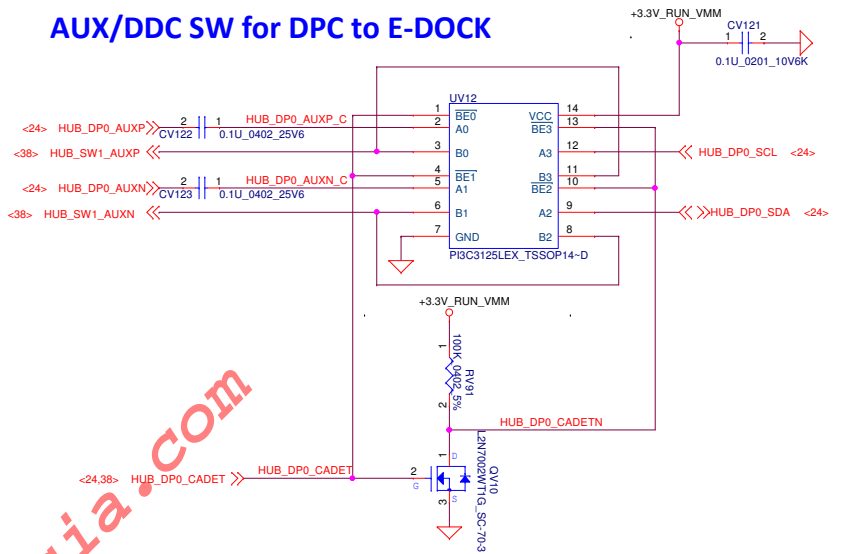 AUX/DDC SW for DPC to E-DOCK
+3.3V_RUN_VMM
CV121
1 2
0.1U_0201_10V6K
UV12
<24> HUB_DP0_AUXP 2 1 HUB_DP0_AUXP_C
CV122 0.1U_0402_25V6
<38> HUB_SW1_AUXP
<24> HUB_DP0_AUXN 2 1 HUB_DP0_AUXN_C
CV123 0.1U_0402_25V6
<38> HUB_SW1_AUXN
1 BE0 VCC 14
2 A0 BE3 13
3 B0 A3 12 HUB_DP0_SCL <24>
4 BE1 B3 11
5 A1 BE2 10
6 B1 A2 9 HUB_DP0_SDA <24>
7 GND B2 8
PI3C3125LEX_TSSOP14~D
+3.3V_RUN_VMM
1
100K_0402_5%
RV91
2
HUB_DP0_CADETN
1 D
<24,38> HUB_DP0_CADET HUB_DP0_CADET 2 G
3 S
L2N7002WT1G_SC-70-3
QV10
ia.com